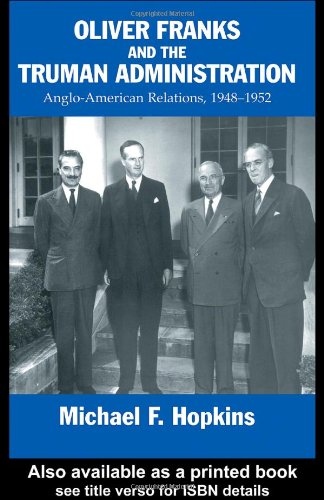 OLIVER FRANKS
AND THE
TRUMAN ADMINISTRATION
Anglo-American Relations, 1948–1952
Michael F. Hopkins
Also available as a printed book
see title verso for ISBN details